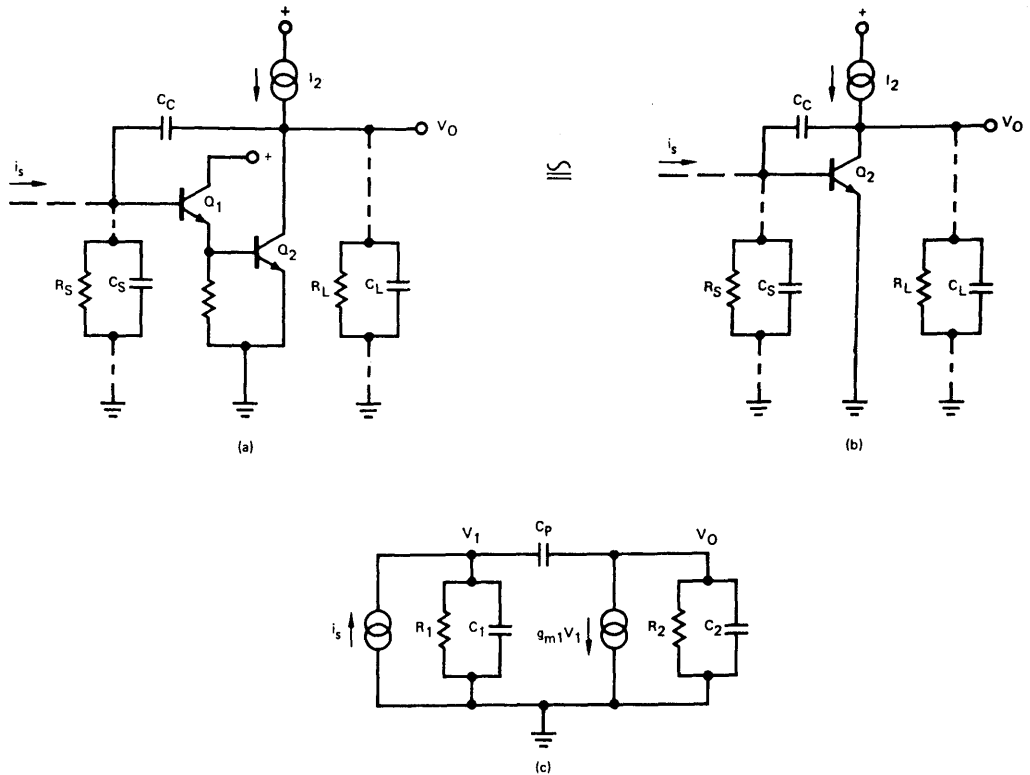 +
I2
CC
VO
+
is
Q1
Q2
RS
CS
RL
CL
(a)
≅
+
I2
CC
VO
is
Q2
RS
CS
RL
CL
(b)
V1
CP
VO
is
R1
C1
gm1V1
R2
C2
(c)